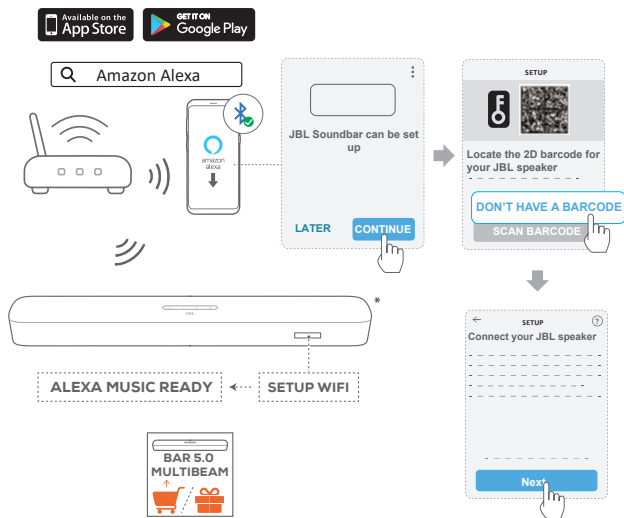 Available on the
App Store
GET IT ON
Google Play
Amazon Alexa
amazon
alexa
JBL Soundbar can be set
up
LATER
CONTINUE
SETUP
Locate the 2D barcode for
your JBL speaker
DON'T HAVE A BARCODE
SCAN BARCODE
JBL
*
ALEXA MUSIC READY
SETUP WIFI
SETUP
?
Connect your JBL speaker
Next
BAR 5.0
MULTIBEAM